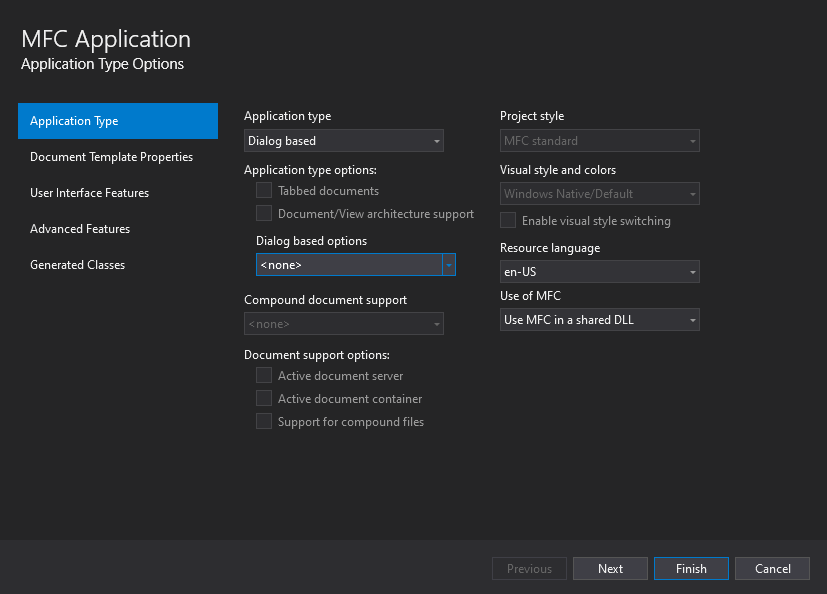 MFC Application
Application Type Options
Application Type
Document Template Properties
User Interface Features
Advanced Features
Generated Classes
Application type
Dialog based
Application type options:
Tabbed documents
Document/View architecture support
Dialog based options
<none>
Compound document support
<none>
Document support options:
Active document server
Active document container
Support for compound files
Project style
MFC standard
Visual style and colors
Windows Native/Default
Enable visual style switching
Resource language
en-US
Use of MFC
Use MFC in a shared DLL
Previous
Next
Finish
Cancel